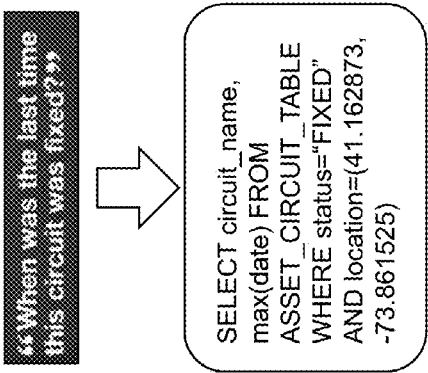 “When was the last time
this circuit was fixed?”
SELECT circuit_name,
max(date) FROM
ASSET_CIRCUIT_TABLE
WHERE status=“FIXED”
AND location=(41.162873,
-73.861525)